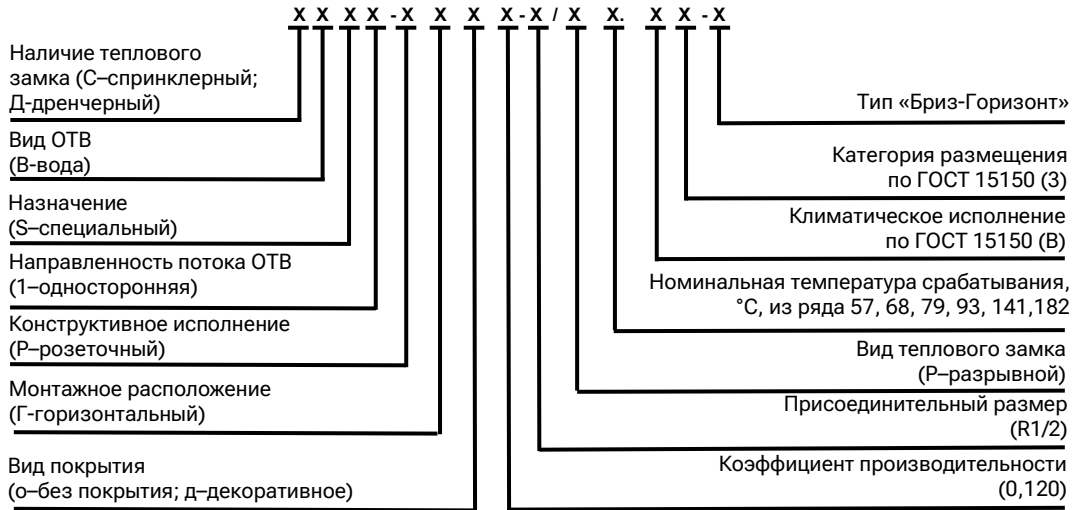 X X X X - X X X X - X / X X. X X - X
Наличие теплового
замка (С–спринклерный;
Д-дренчерный)
Вид ОТВ
(В-вода)
Назначение
(S–специальный)
Направленность потока ОТВ
(1–односторонняя)
Конструктивное исполнение
(Р–розеточный)
Монтажное расположение
(Г-горизонтальный)
Вид покрытия
(о–без покрытия; д–декоративное)
Тип «Бриз-Горизонт»
Категория размещения
по ГОСТ 15150 (3)
Климатическое исполнение
по ГОСТ 15150 (В)
Номинальная температура срабатывания,
°С, из ряда 57, 68, 79, 93, 141,182
Вид теплового замка
(Р–разрывной)
Присоединительный размер
(R1/2)
Коэффициент производительности
(0,120)